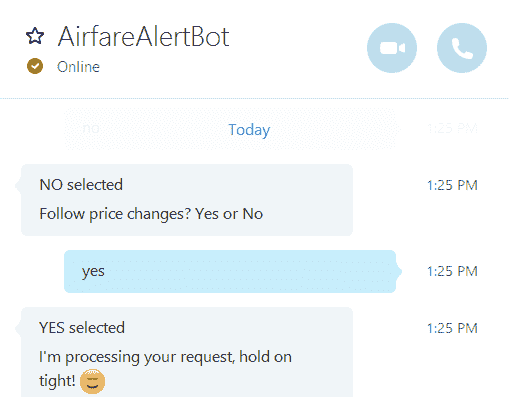 AirfareAlertBot
Online
no 1:25 PM
Today
NO selected 1:25 PM
Follow price changes? Yes or No
yes 1:25 PM
YES selected 1:25 PM
I'm processing your request, hold on
tight!